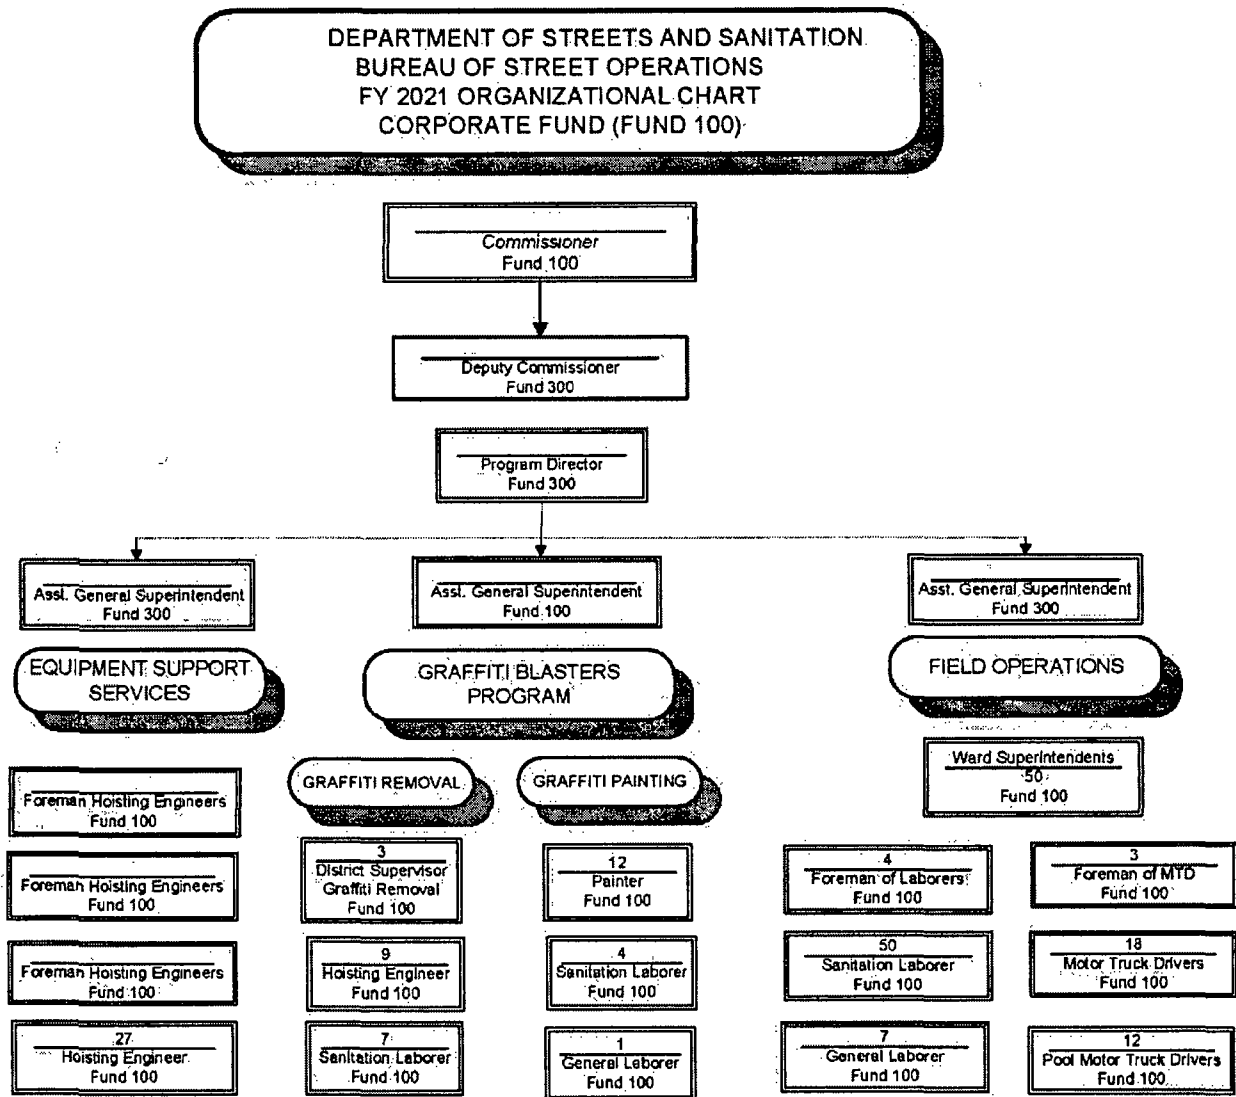 DEPARTMENT OF STREETS AND SANITATION
BUREAU OF STREET OPERATIONS
FY 2021 ORGANIZATIONAL CHART
CORPORATE FUND (FUND 100)
Commissioner
Fund 100
Deputy Commissioner
Fund 300
Program Director
Fund 300
Asst. General Superintendent
Fund 300
Asst. General Superintendent
Fund 100
Asst. General Superintendent
Fund 300
EQUIPMENT SUPPORT
SERVICES
GRAFFITI BLASTERS
PROGRAM
FIELD OPERATIONS
Foreman Hoisting Engineers
Fund 100
Foreman Hoisting Engineers
Fund 100
Foreman Hoisting Engineers
Fund 100
27
Hoisting Engineer
Fund 100
GRAFFITI REMOVAL
3
District Supervisor
Graffiti Removal
Fund 100
9
Hoisting Engineer
Fund 100
7
Sanitation Laborer
Fund 100
GRAFFITI PAINTING
12
Painter
Fund 100
4
Sanitation Laborer
Fund 100
1
General Laborer
Fund 100
Ward Superintendents
50
Fund 100
4
Foreman of Laborers
Fund 100
50
Sanitation Laborer
Fund 100
7
General Laborer
Fund 100
3
Foreman of MTD
Fund 100
18
Motor Truck Drivers
Fund 100
12
Pool Motor Truck Drivers
Fund 100